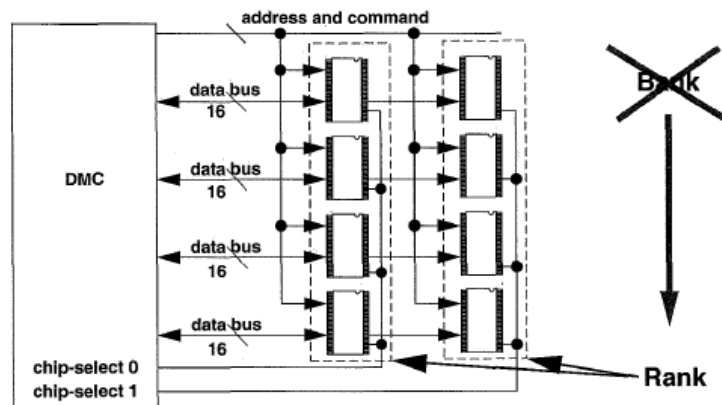 address and command
Bank
data bus
16
data bus
16
DMC
data bus
16
data bus
16
chip-select 0
chip-select 1
Rank